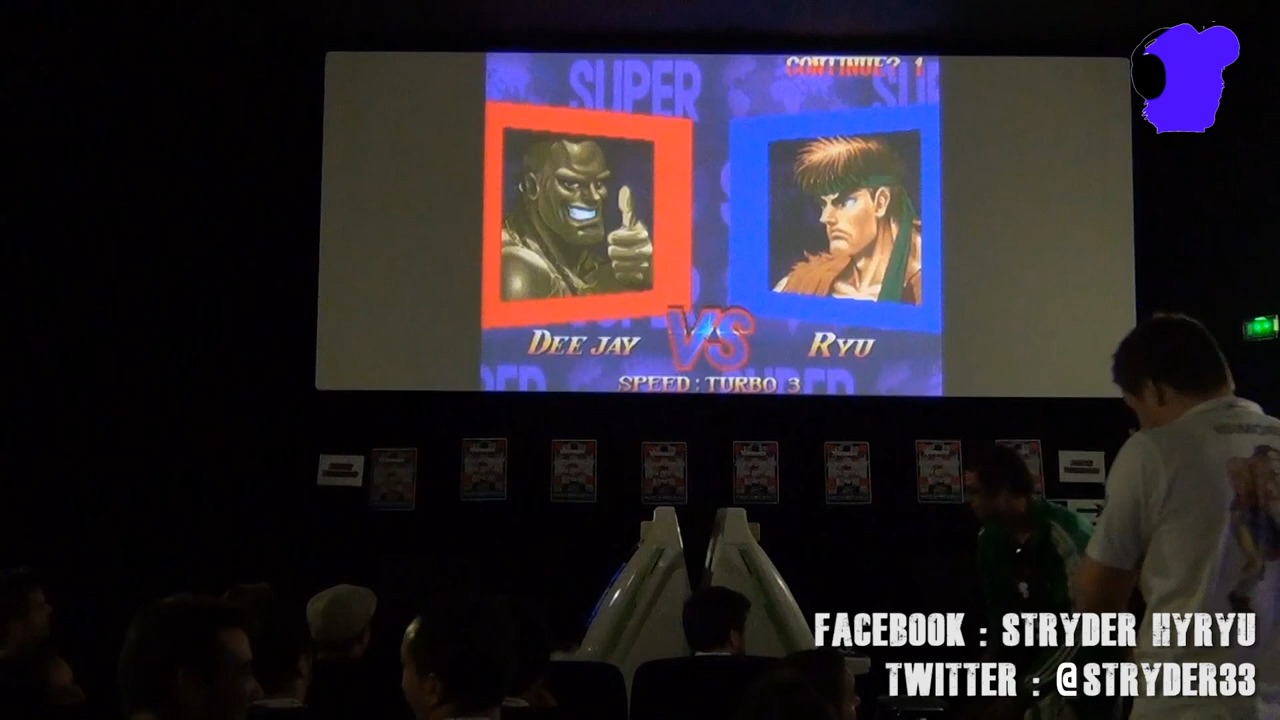 SUPER
CONTINUE? 1
DEE JAY
VS
RYU
SPEED : TURBO 3
FACEBOOK : STRYDER HYRYU
TWITTER : @STRYDER33